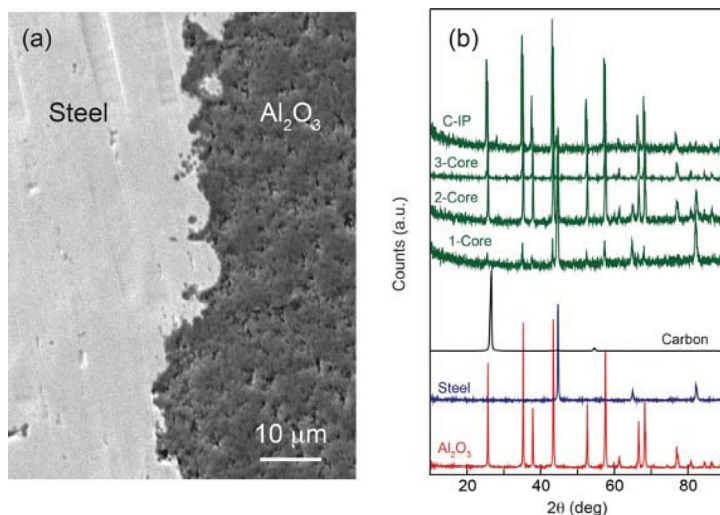 (a)
Steel
Al₂O₃
10 μm
(b)
Counts (a.u.)
C-IP
3-Core
2-Core
1-Core
Carbon
Steel
Al₂O₃
20 40 60 80
2θ (deg)